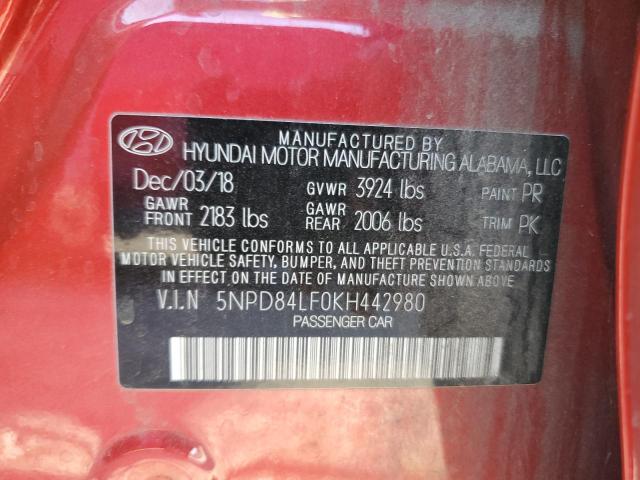 MANUFACTURED BY
HYUNDAI MOTOR MANUFACTURING ALABAMA, LLC
Dec/03/18 GVWR 3924 lbs PAINT PR
GAWR FRONT 2183 lbs GAWR REAR 2006 lbs TRIM PK
THIS VEHICLE CONFORMS TO ALL APPLICABLE U.S.A. FEDERAL
MOTOR VEHICLE SAFETY, BUMPER, AND THEFT PREVENTION STANDARDS
IN EFFECT ON THE DATE OF MANUFACTURE SHOWN ABOVE
V.I.N 5NPD84LF0KH442980
PASSENGER CAR